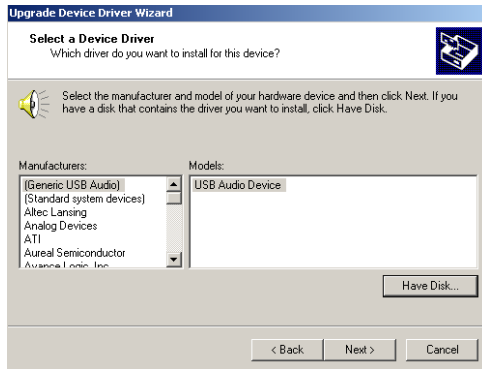 Upgrade Device Driver Wizard
Select a Device Driver
Which driver do you want to install for this device?
Select the manufacturer and model of your hardware device and then click Next. If you
have a disk that contains the driver you want to install, click Have Disk.
Manufacturers:
(Generic USB Audio)
(Standard system devices)
Altec Lansing
Analog Devices
ATI
Aureal Semiconductor
Avance Logic, Inc.
Models:
USB Audio Device
Have Disk...
< Back
Next >
Cancel